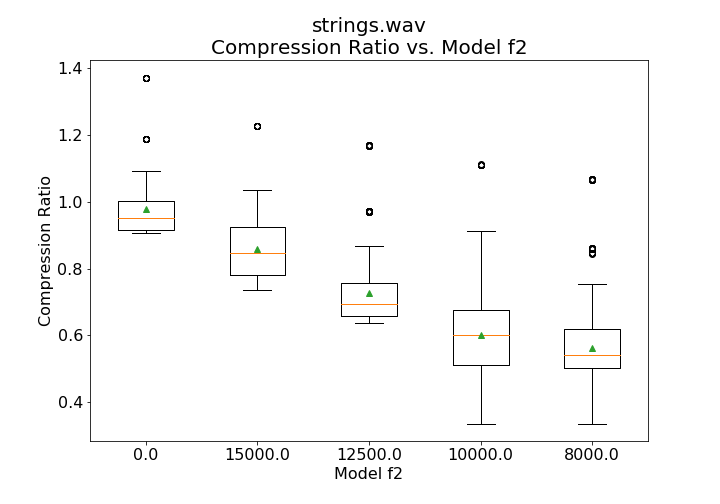 strings.wav
Compression Ratio vs. Model f2
1.4
1.2
1.0
0.8
0.6
0.4
Compression Ratio
0.0 15000.0 12500.0 10000.0 8000.0
Model f2